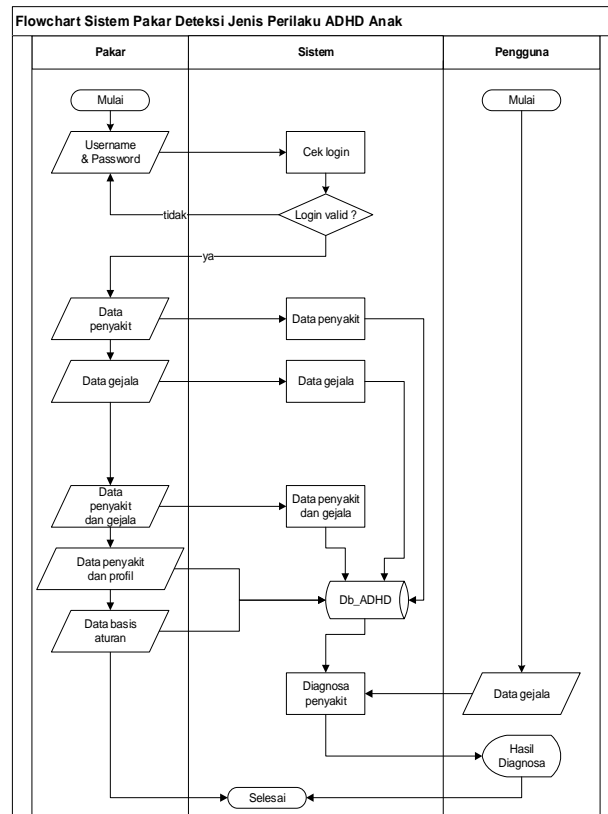 Flowchart Sistem Pakar Deteksi Jenis Perilaku ADHD Anak
Pakar
Sistem
Pengguna
Mulai
Mulai
Username
& Password
Cek login
tidak
Login valid ?
ya
Data
penyakit
Data penyakit
Data gejala
Data gejala
Data
penyakit
dan gejala
Data penyakit
dan gejala
Data penyakit
dan profil
Db_ADHD
Data basis
aturan
Diagnosa
penyakit
Data gejala
Hasil
Diagnosa
Selesai